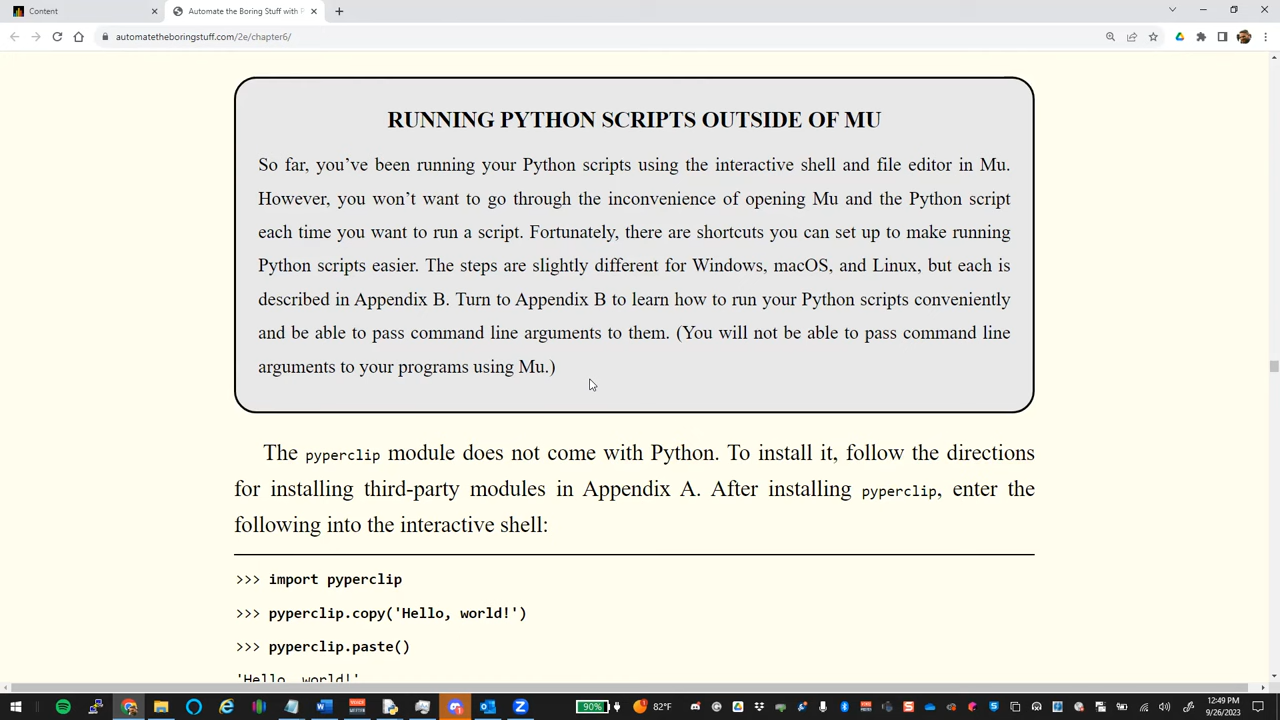 Content
Automate the Boring Stuff with P
automatetheboringstuff.com/2e/chapter6/
RUNNING PYTHON SCRIPTS OUTSIDE OF MU
So far, you’ve been running your Python scripts using the interactive shell and file editor in Mu.
However, you won’t want to go through the inconvenience of opening Mu and the Python script
each time you want to run a script. Fortunately, there are shortcuts you can set up to make running
Python scripts easier. The steps are slightly different for Windows, macOS, and Linux, but each is
described in Appendix B. Turn to Appendix B to learn how to run your Python scripts conveniently
and be able to pass command line arguments to them. (You will not be able to pass command line
arguments to your programs using Mu.)
The pyperclip module does not come with Python. To install it, follow the directions
for installing third-party modules in Appendix A. After installing pyperclip, enter the
following into the interactive shell:
>>> import pyperclip
>>> pyperclip.copy('Hello, world!')
>>> pyperclip.paste()
'Hello, world!'
90%
82°F
12:49 PM
9/26/2023